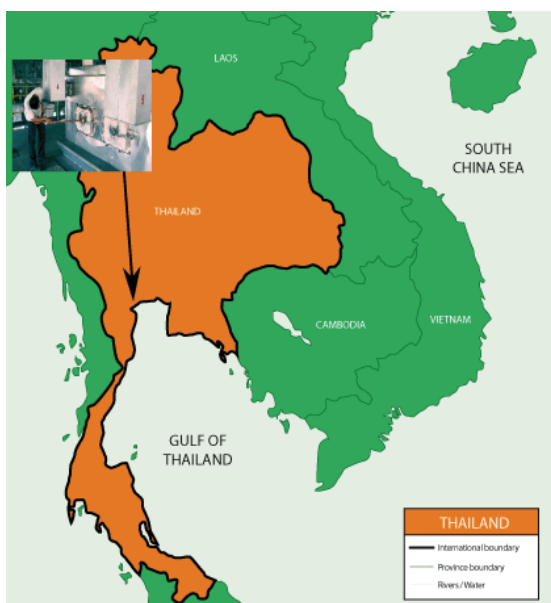 LAOS
SOUTH
CHINA SEA
THAILAND
CAMBODIA
VIETNAM
GULF OF
THAILAND
THAILAND
International boundary
Province boundary
Rivers / Water